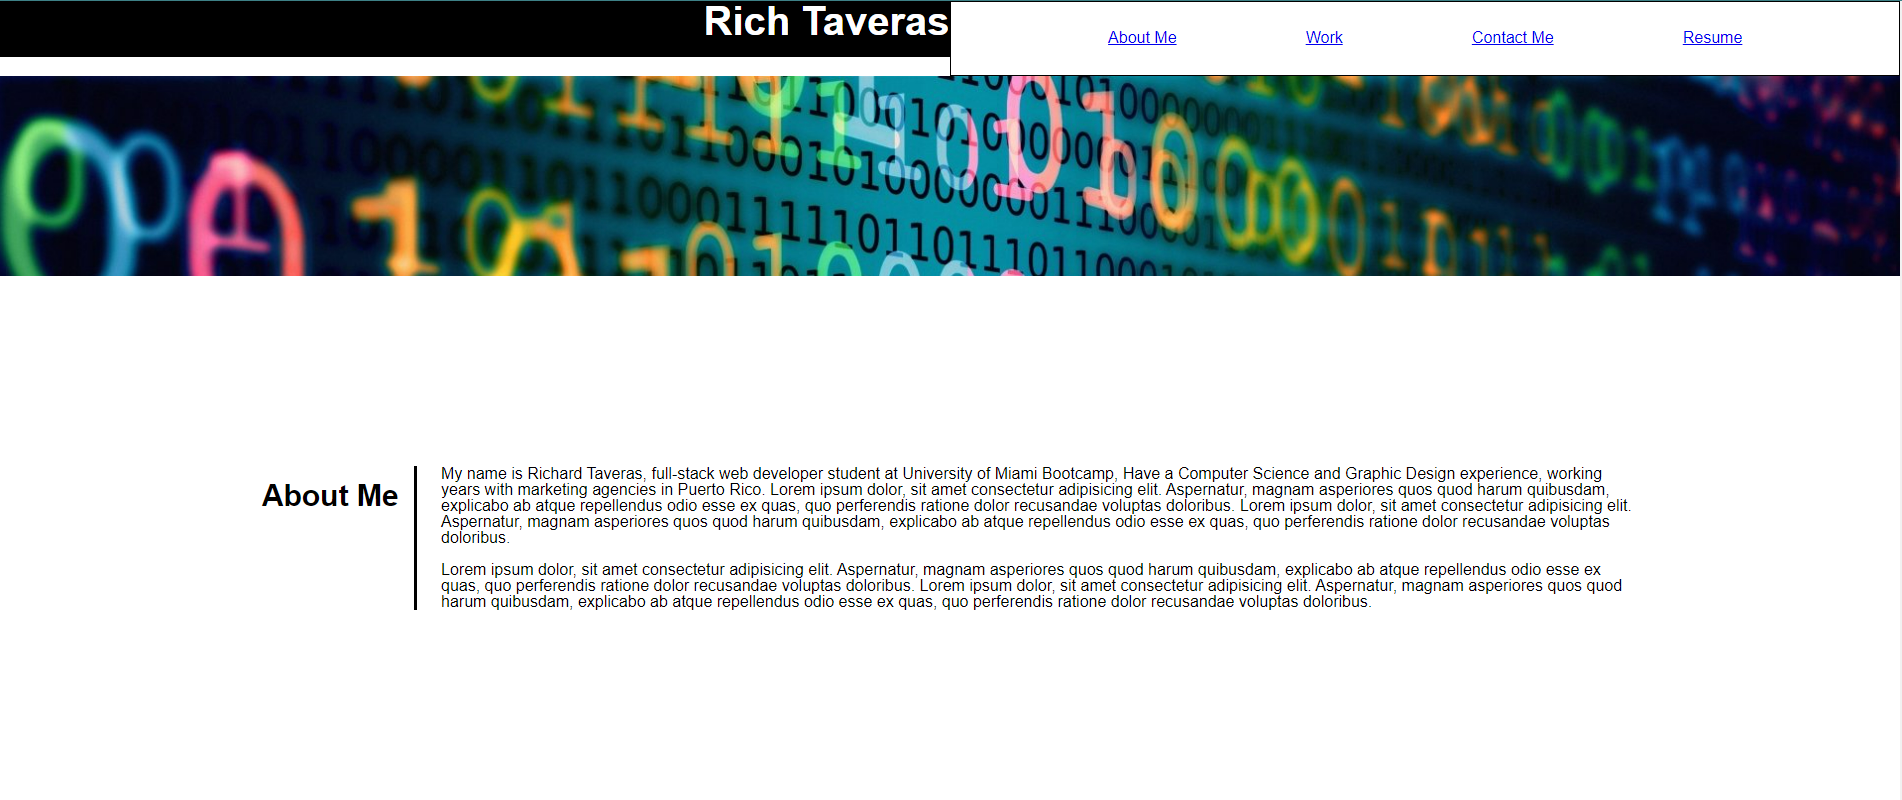 Rich Taveras
About Me Work Contact Me Resume
About Me
My name is Richard Taveras, full-stack web developer student at University of Miami Bootcamp, Have a Computer Science and Graphic Design experience, working
years with marketing agencies in Puerto Rico. Lorem ipsum dolor, sit amet consectetur adipisicing elit. Aspernatur, magnam asperiores quos quod harum quibusdam,
explicabo ab atque repellendus odio esse ex quas, quo perferendis ratione dolor recusandae voluptas doloribus. Lorem ipsum dolor, sit amet consectetur adipisicing elit.
Aspernatur, magnam asperiores quos quod harum quibusdam, explicabo ab atque repellendus odio esse ex quas, quo perferendis ratione dolor recusandae voluptas
doloribus.
Lorem ipsum dolor, sit amet consectetur adipisicing elit. Aspernatur, magnam asperiores quos quod harum quibusdam, explicabo ab atque repellendus odio esse ex
quas, quo perferendis ratione dolor recusandae voluptas doloribus. Lorem ipsum dolor, sit amet consectetur adipisicing elit. Aspernatur, magnam asperiores quos quod
harum quibusdam, explicabo ab atque repellendus odio esse ex quas, quo perferendis ratione dolor recusandae voluptas doloribus.